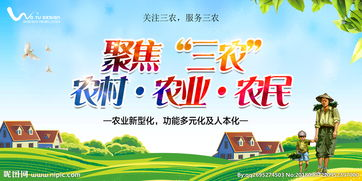 关注三农，服务三农
聚焦“三农”
农村·农业·农民
—农业新型化，功能多元化及人本化—
昵图网 www.nipic.com